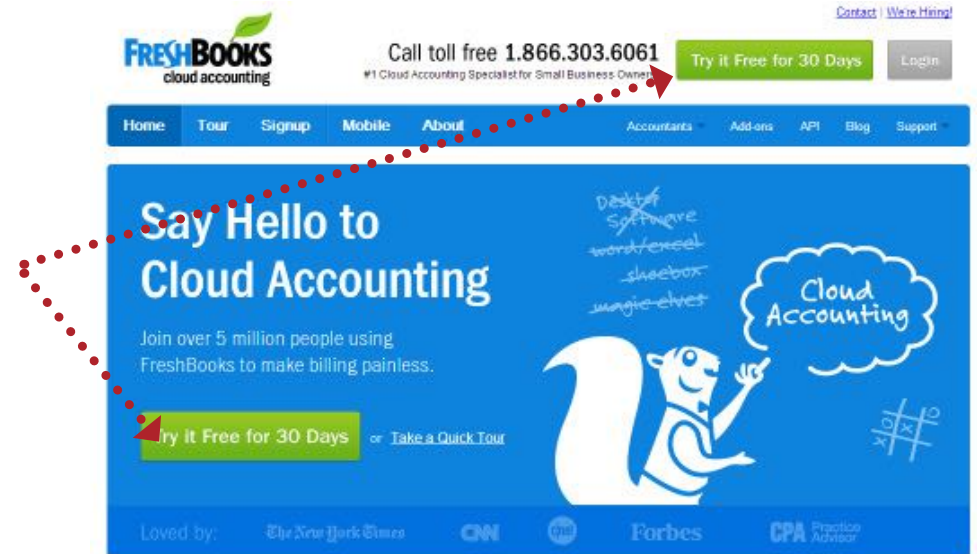 Contact | We're Hiring!
FRESHBOOKS
cloud accounting
Call toll free 1.866.303.6061
#1 Cloud Accounting Specialist for Small Business Owners
Try it Free for 30 Days
Login
Home Tour Signup Mobile About Accountants Add-ons API Blog Support
Say Hello to
Cloud Accounting
Join over 5 million people using
FreshBooks to make billing painless.
Try it Free for 30 Days or Take a Quick Tour
Desktop
Software
word/excel
shoebox
magic elves
Cloud
Accounting
Loved by: The New York Times CNN cnet Forbes CPA Practice Advisor